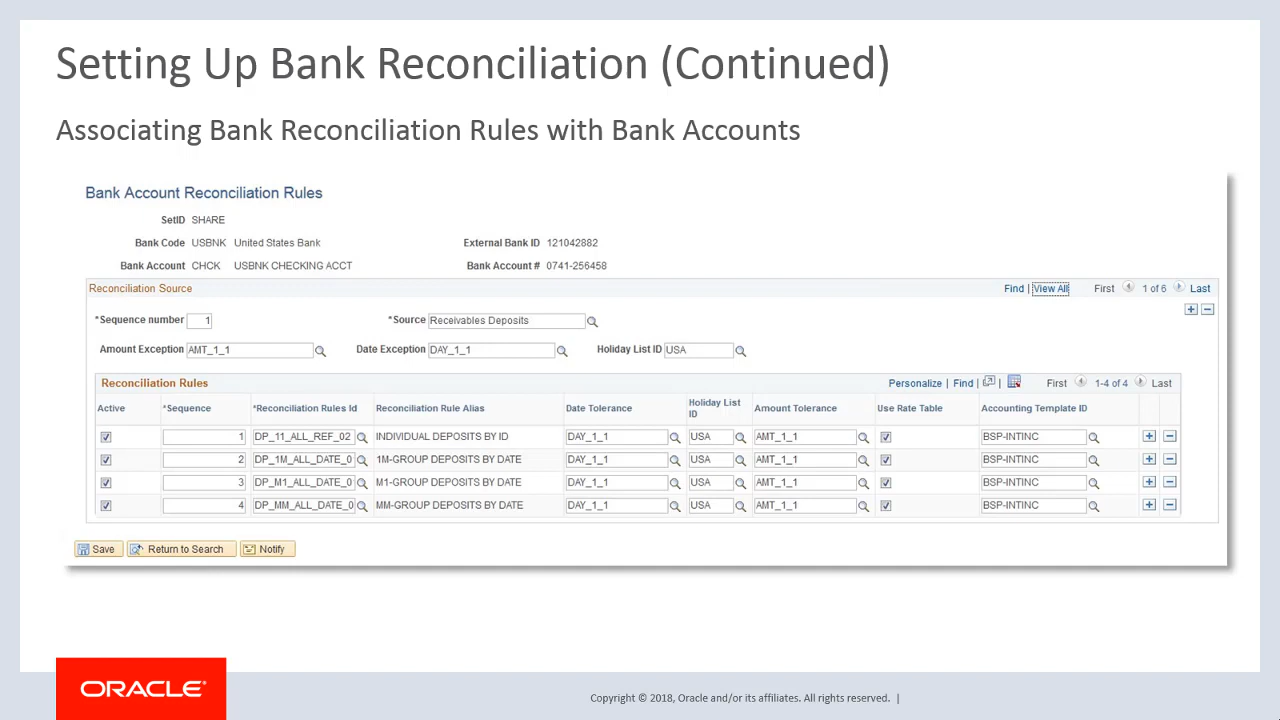 Setting Up Bank Reconciliation (Continued)
Associating Bank Reconciliation Rules with Bank Accounts
Bank Account Reconciliation Rules
SetID SHARE
Bank Code USBNK United States Bank External Bank ID 121042882
Bank Account CHCK USBNK CHECKING ACCT Bank Account # 0741-256458
Reconciliation Source Find | View All First 1 of 6 Last
*Sequence number 1 *Source Receivables Deposits
Amount Exception AMT_1_1 Date Exception DAY_1_1 Holiday List ID USA
Reconciliation Rules Personalize | Find | | First 1-4 of 4 Last
Active *Sequence *Reconciliation Rules Id Reconciliation Rule Alias Date Tolerance Holiday List ID Amount Tolerance Use Rate Table Accounting Template ID
1 DP_11_ALL_REF_02 INDIVIDUAL DEPOSITS BY ID DAY_1_1 USA AMT_1_1 BSP-INTINC
2 DP_1M_ALL_DATE_0 1M-GROUP DEPOSITS BY DATE DAY_1_1 USA AMT_1_1 BSP-INTINC
3 DP_M1_ALL_DATE_0 M1-GROUP DEPOSITS BY DATE DAY_1_1 USA AMT_1_1 BSP-INTINC
4 DP_MM_ALL_DATE_0 MM-GROUP DEPOSITS BY DATE DAY_1_1 USA AMT_1_1 BSP-INTINC
Save Return to Search Notify
ORACLE®
Copyright © 2018, Oracle and/or its affiliates. All rights reserved. |